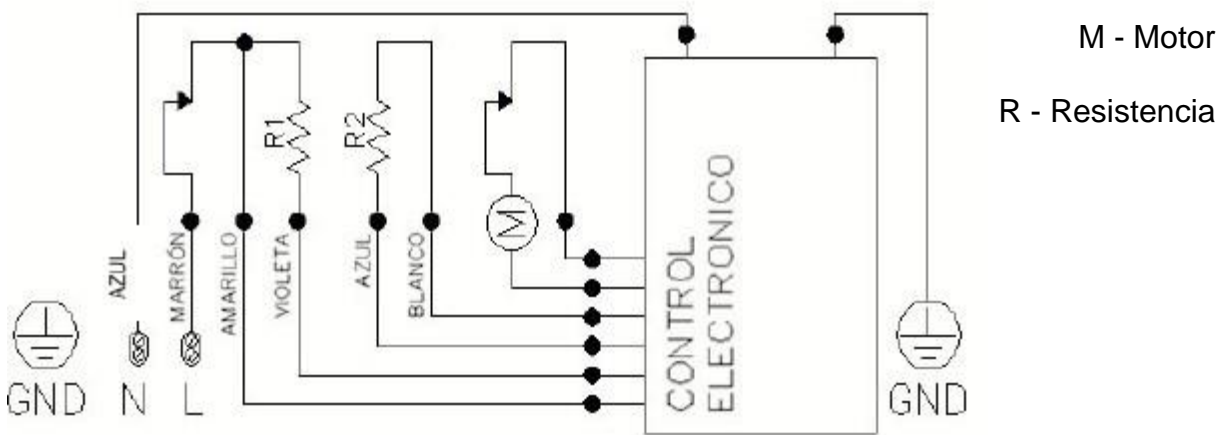 M - Motor
R - Resistencia
R1
R2
M
AZUL
MARRÓN
AMARILLO
VIOLETA
AZUL
BLANCO
CONTROL
ELECTRONICO
GND
N
L
GND